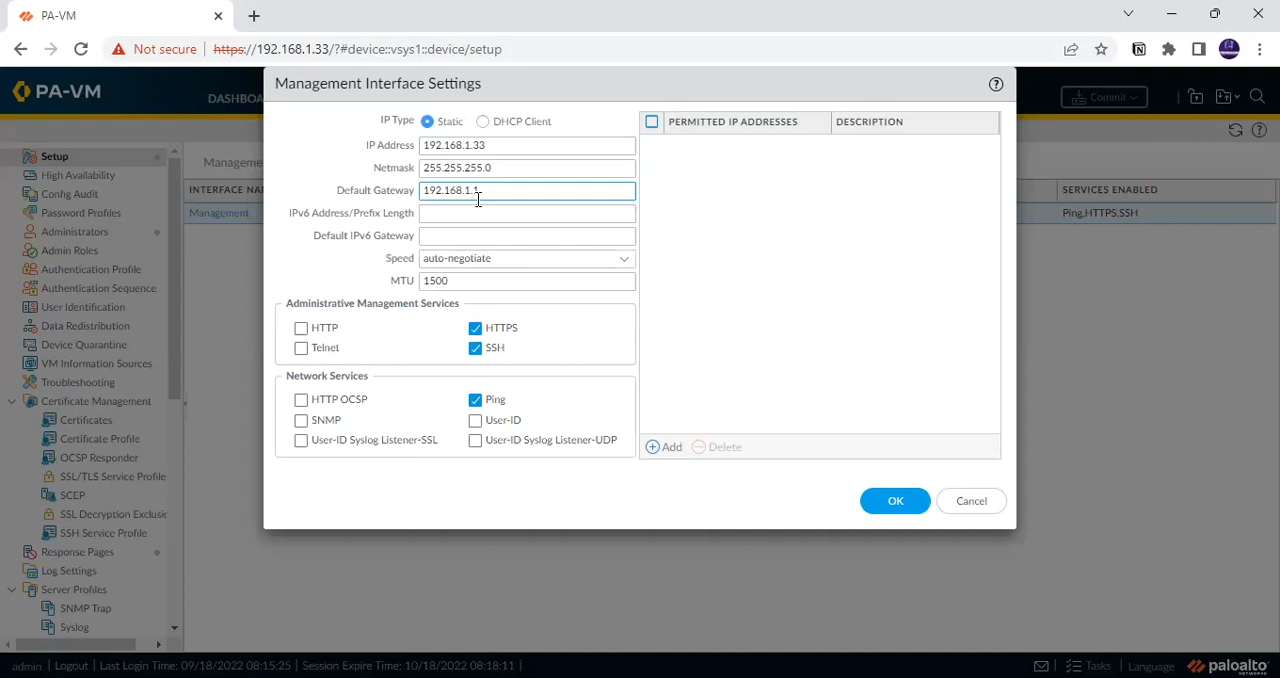 PA-VM
Not secure
https://192.168.1.33/?#device::vsys1::device/setup
PA-VM
DASHBOA
Commit
Management Interface Settings
IP Type Static DHCP Client
IP Address 192.168.1.33
Netmask 255.255.255.0
Default Gateway 192.168.1.1
IPv6 Address/Prefix Length
Default IPv6 Gateway
Speed auto-negotiate
MTU 1500
Administrative Management Services
HTTP HTTPS
Telnet SSH
Network Services
HTTP OCSP Ping
SNMP User-ID
User-ID Syslog Listener-SSL User-ID Syslog Listener-UDP
PERMITTED IP ADDRESSES DESCRIPTION
Add Delete
OK Cancel
Setup
High Availability
Config Audit
Password Profiles
Administrators
Admin Roles
Authentication Profile
Authentication Sequence
User Identification
Data Redistribution
Device Quarantine
VM Information Sources
Troubleshooting
Certificate Management
Certificates
Certificate Profile
OCSP Responder
SSL/TLS Service Profile
SCEP
SSL Decryption Exclusic
SSH Service Profile
Response Pages
Log Settings
Server Profiles
SNMP Trap
Syslog
Manageme
INTERFACE NAM
Management
SERVICES ENABLED
Ping,HTTPS,SSH
admin | Logout | Last Login Time: 09/18/2022 08:15:25 | Session Expire Time: 10/18/2022 08:18:11 |
Tasks | Language
paloalto
NETWORKS